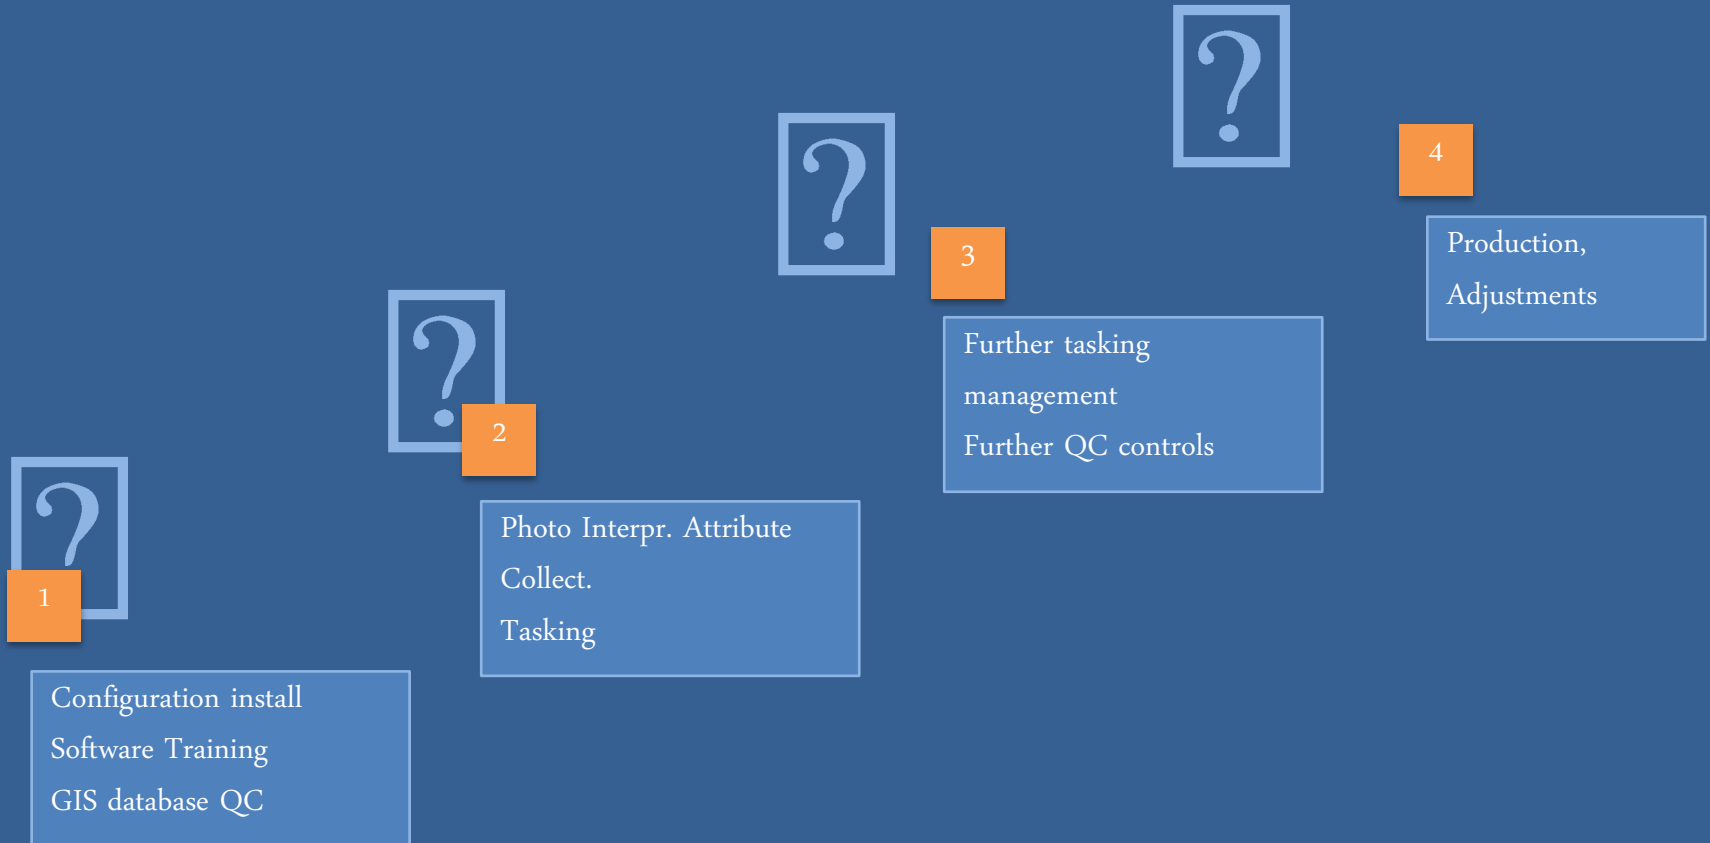 ?
1
Configuration install
Software Training
GIS database QC
?
2
Photo Interpr. Attribute
Collect.
Tasking
?
3
Further tasking
management
Further QC controls
?
4
Production,
Adjustments